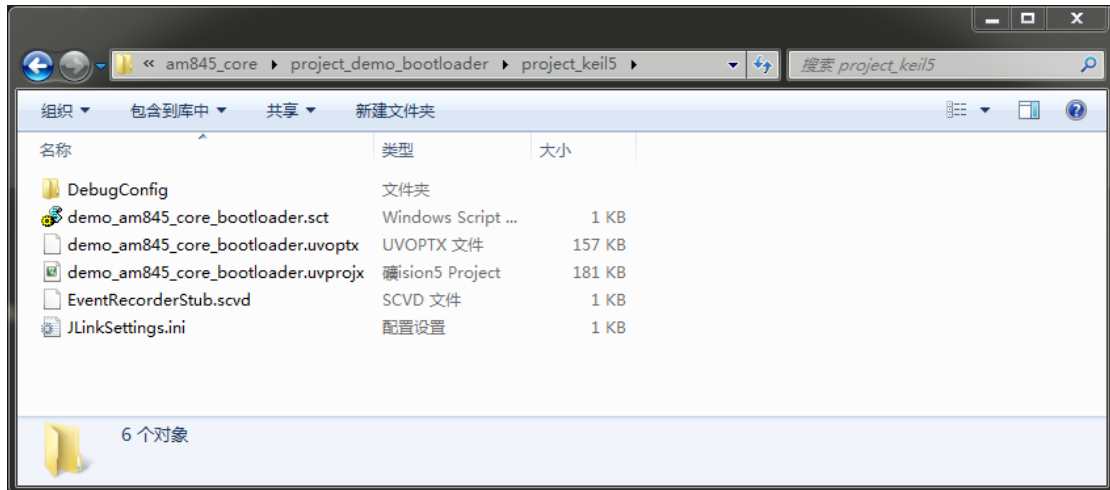 « am845_core ▸ project_demo_bootloader ▸ project_keil5 ▸ 搜索 project_keil5
组织 包含到库中 共享 新建文件夹
名称 类型 大小
DebugConfig 文件夹
demo_am845_core_bootloader.sct Windows Script ... 1 KB
demo_am845_core_bootloader.uvoptx UVOPTX 文件 157 KB
demo_am845_core_bootloader.uvprojx 礦ision5 Project 181 KB
EventRecorderStub.scvd SCVD 文件 1 KB
JLinkSettings.ini 配置设置 1 KB
6 个对象